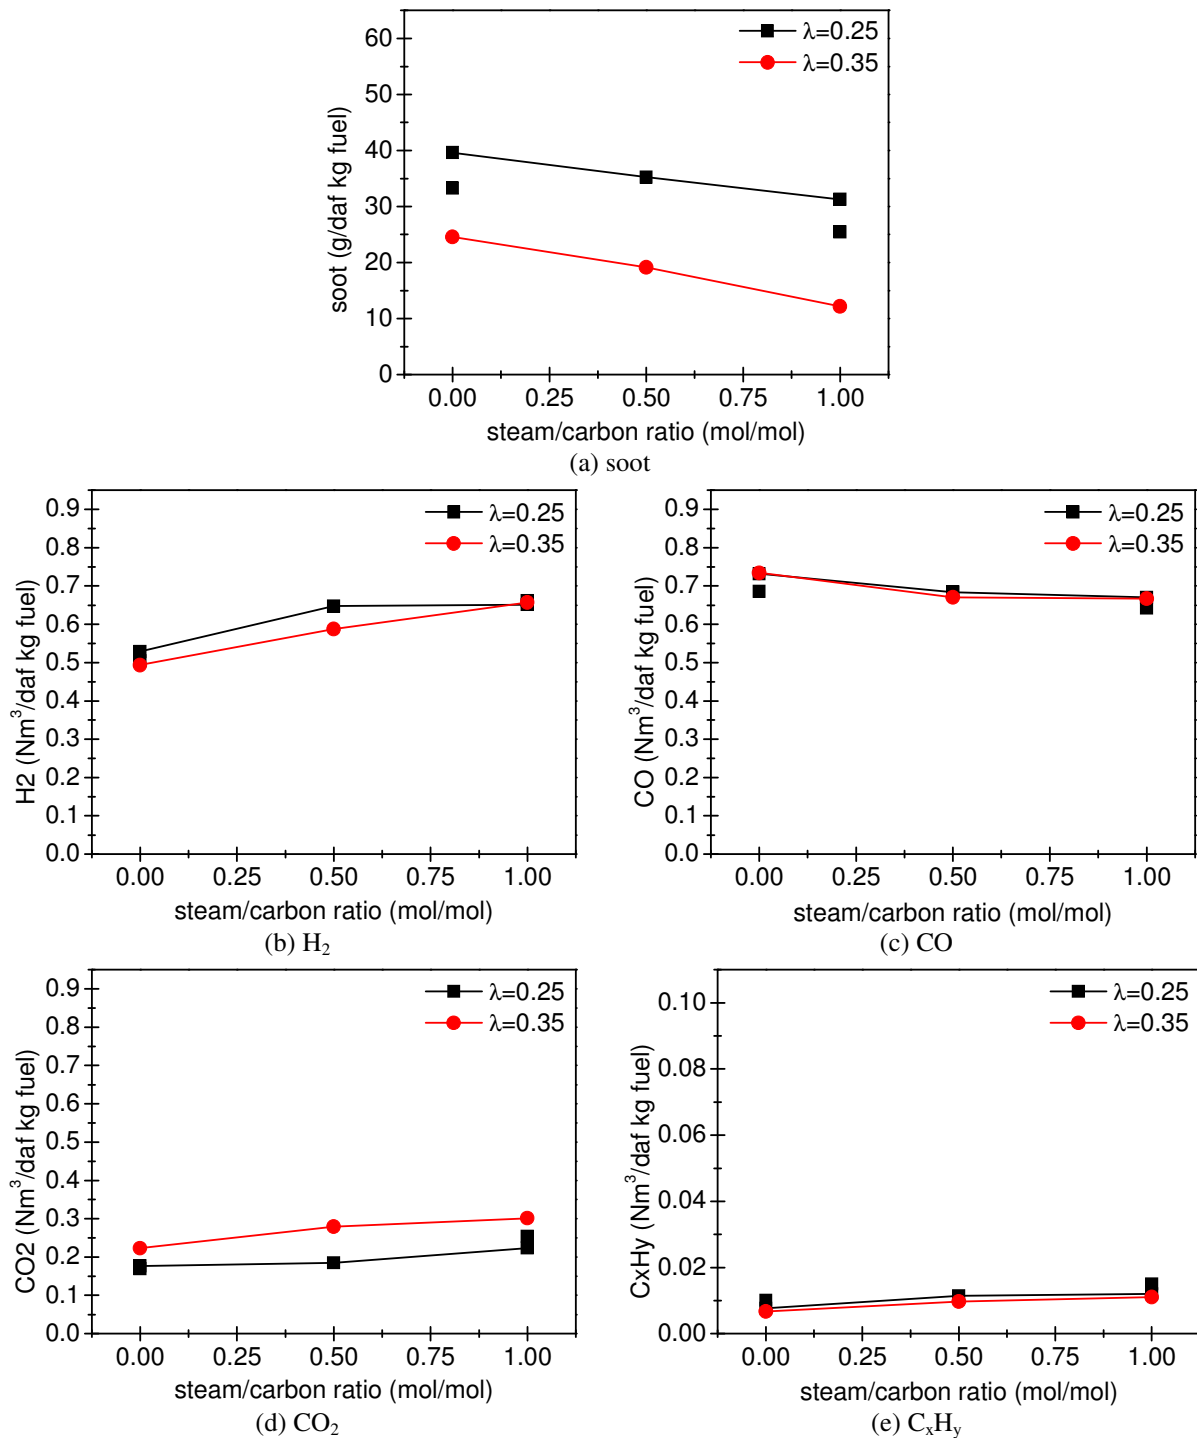 λ=0.25
λ=0.35
60
50
40
30
20
10
0
soot (g/daf kg fuel)
0.00 0.25 0.50 0.75 1.00
steam/carbon ratio (mol/mol)
(a) soot
λ=0.25
λ=0.35
0.9
0.8
0.7
0.6
0.5
0.4
0.3
0.2
0.1
0.0
H2 (Nm³/daf kg fuel)
0.00 0.25 0.50 0.75 1.00
steam/carbon ratio (mol/mol)
(b) H₂
λ=0.25
λ=0.35
0.9
0.8
0.7
0.6
0.5
0.4
0.3
0.2
0.1
0.0
CO (Nm³/daf kg fuel)
0.00 0.25 0.50 0.75 1.00
steam/carbon ratio (mol/mol)
(c) CO
λ=0.25
λ=0.35
0.9
0.8
0.7
0.6
0.5
0.4
0.3
0.2
0.1
0.0
CO2 (Nm³/daf kg fuel)
0.00 0.25 0.50 0.75 1.00
steam/carbon ratio (mol/mol)
(d) CO₂
λ=0.25
λ=0.35
0.10
0.08
0.06
0.04
0.02
0.00
CxHy (Nm³/daf kg fuel)
0.00 0.25 0.50 0.75 1.00
steam/carbon ratio (mol/mol)
(e) CₓHᵧ